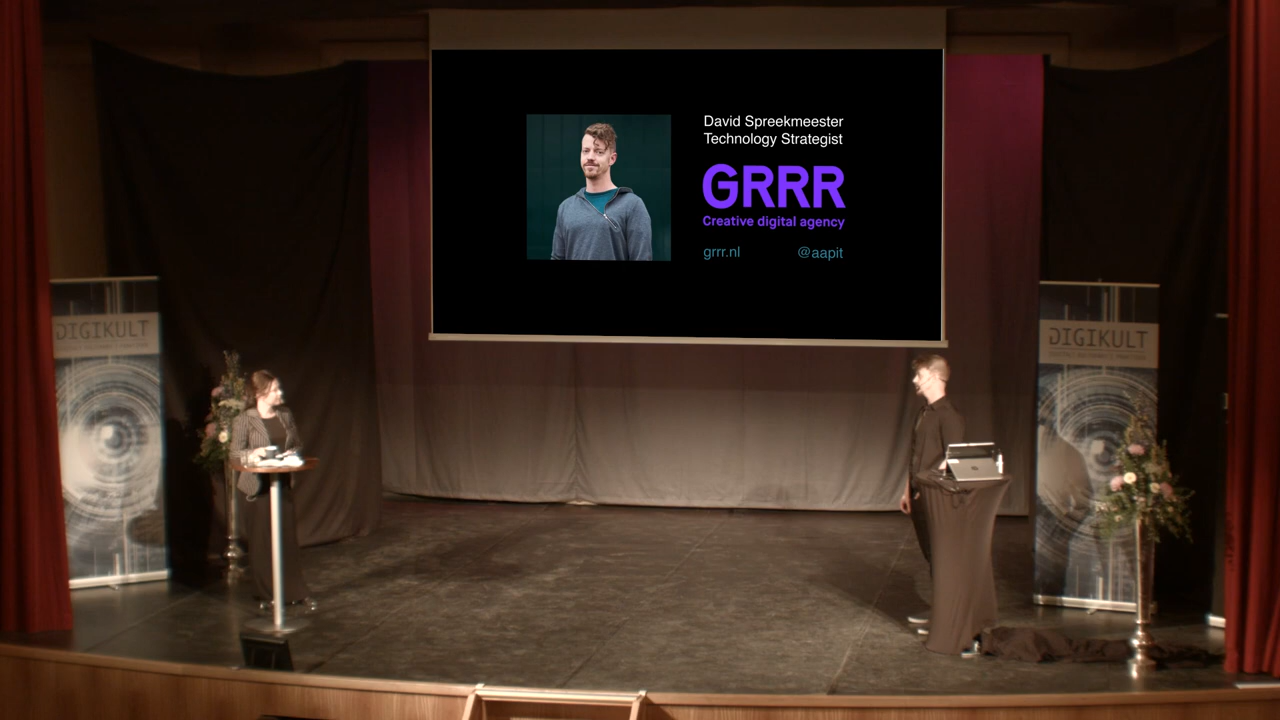 David Spreekmeester
Technology Strategist
GRRR
Creative digital agency
grrr.nl
@aapit
DIGIKULT
DIGIKULT